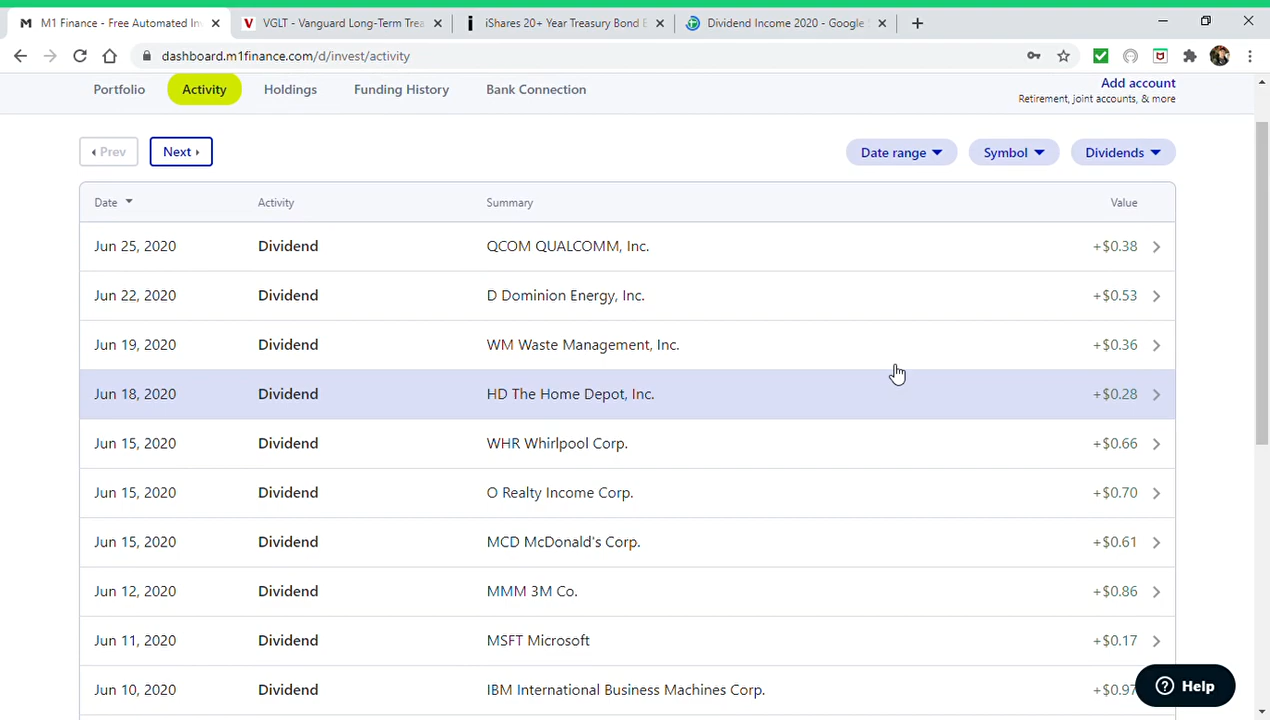 M1 Finance - Free Automated Inv
VGLT - Vanguard Long-Term Trea
iShares 20+ Year Treasury Bond E
Dividend Income 2020 - Google S
dashboard.m1finance.com/d/invest/activity
Portfolio
Activity
Holdings
Funding History
Bank Connection
Add account
Retirement, joint accounts, & more
Prev
Next
Date range
Symbol
Dividends
Date Activity Summary Value
Jun 25, 2020 Dividend QCOM QUALCOMM, Inc. +$0.38
Jun 22, 2020 Dividend D Dominion Energy, Inc. +$0.53
Jun 19, 2020 Dividend WM Waste Management, Inc. +$0.36
Jun 18, 2020 Dividend HD The Home Depot, Inc. +$0.28
Jun 15, 2020 Dividend WHR Whirlpool Corp. +$0.66
Jun 15, 2020 Dividend O Realty Income Corp. +$0.70
Jun 15, 2020 Dividend MCD McDonald's Corp. +$0.61
Jun 12, 2020 Dividend MMM 3M Co. +$0.86
Jun 11, 2020 Dividend MSFT Microsoft +$0.17
Jun 10, 2020 Dividend IBM International Business Machines Corp. +$0.97
Help